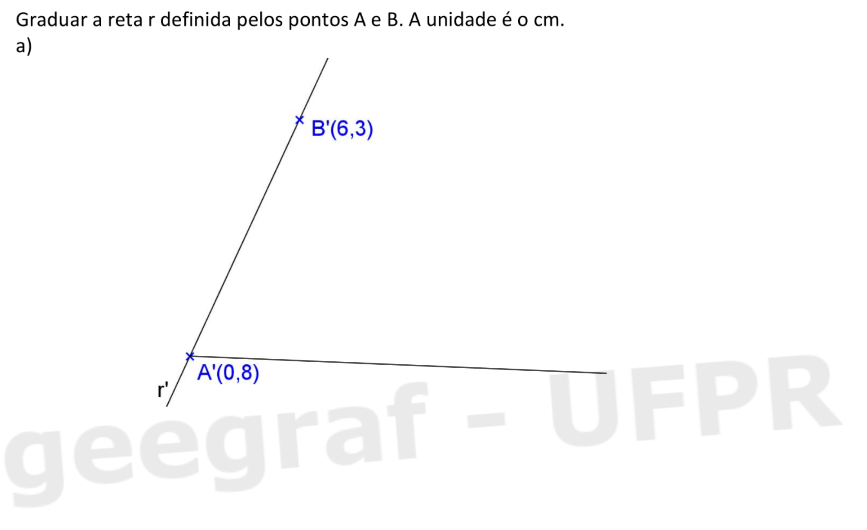 Graduar a reta r definida pelos pontos A e B. A unidade é o cm.
a)
B'(6,3)
A'(0,8)
r'
geegraf - UFPR